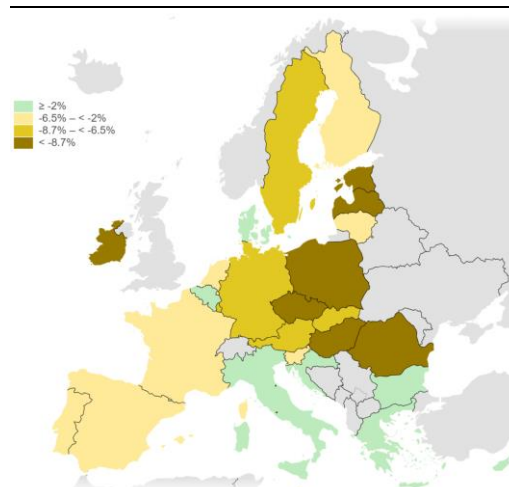 ≥ -2%
-6.5% – < -2%
-8.7% – < -6.5%
< -8.7%